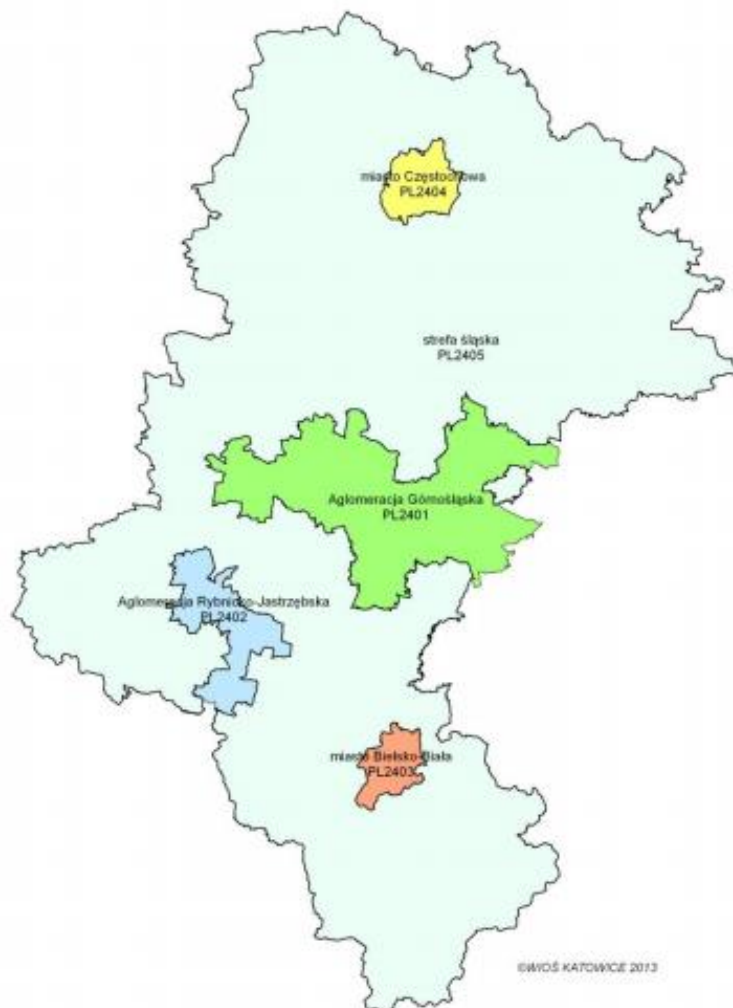 miasto Częstochowa
PL2404
strefa śląska
PL2405
Aglomeracja Górnośląska
PL2401
Aglomeracja Rybnicko-Jastrzębska
PL2402
miasto Bielsko-Biała
PL2403
©WIOŚ KATOWICE 2013